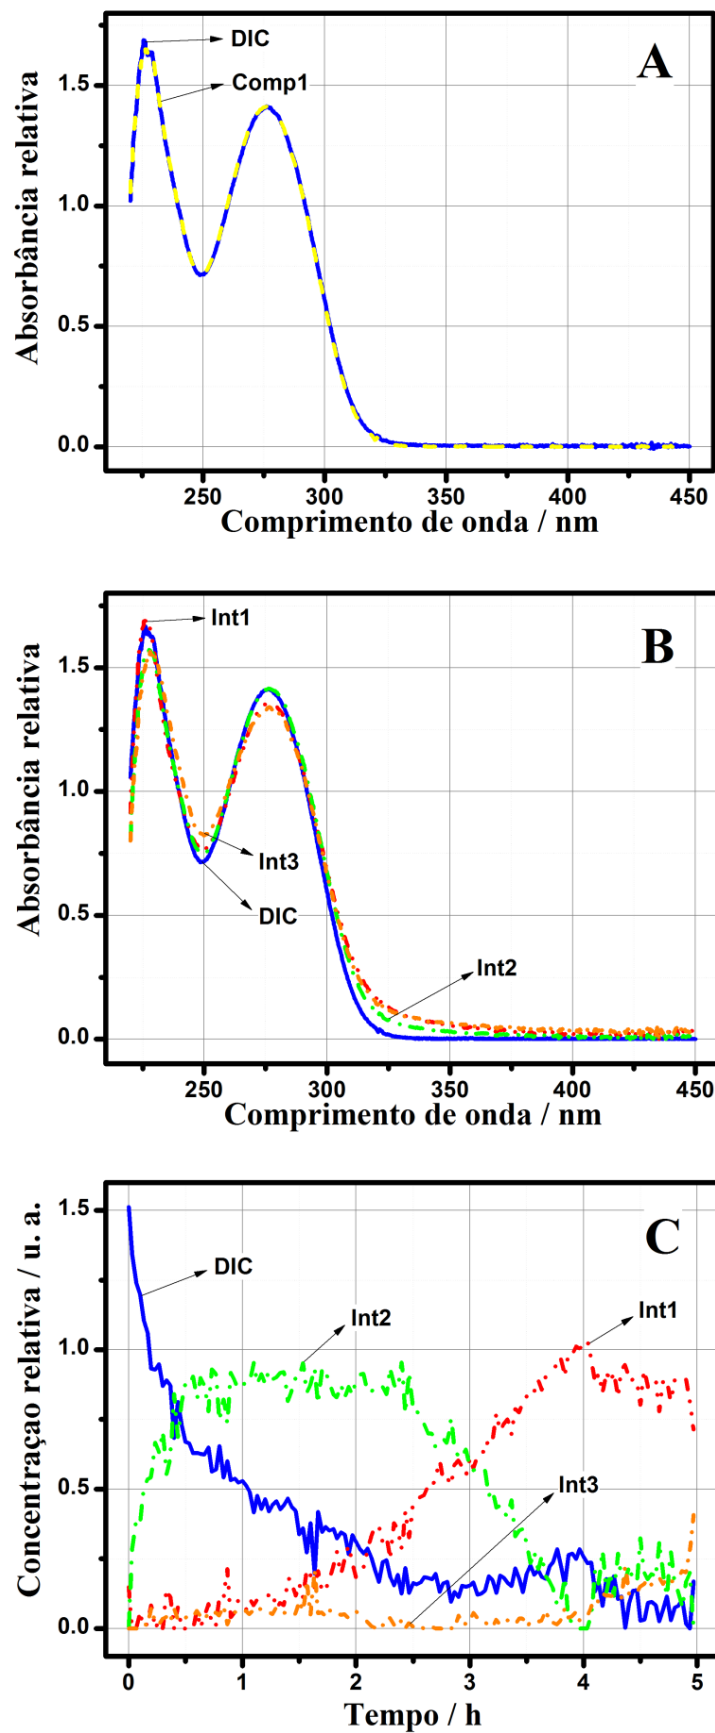 DIC
A
1.5
Comp1
1.0
0.5
0.0
Absorbância relativa
250 300 350 400 450
Comprimento de onda / nm
Int1
B
1.5
1.0
Int3
DIC
0.5
Int2
0.0
Absorbância relativa
250 300 350 400 450
Comprimento de onda / nm
1.5
C
DIC
Int2
Int1
1.0
0.5
Int3
0.0
Concentraçao relativa / u. a.
0 1 2 3 4 5
Tempo / h